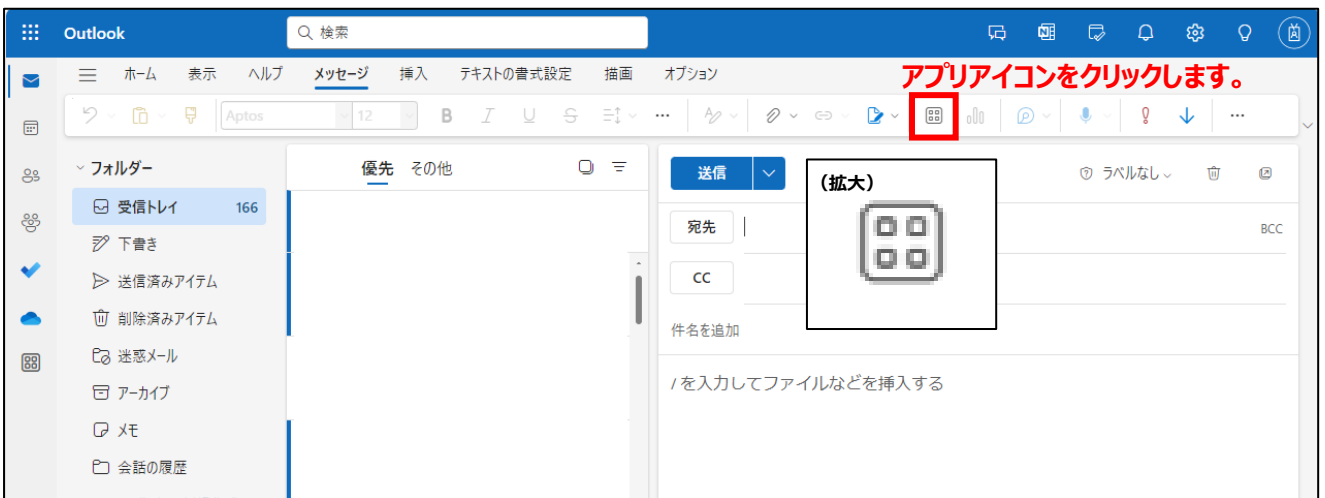 Outlook
検索
ホーム 表示 ヘルプ メッセージ 挿入 テキストの書式設定 描画 オプション
アプリアイコンをクリックします。
Aptos 12 B I U S
フォルダー
優先 その他
送信
(拡大)
ラベルなし
受信トレイ 166
宛先
BCC
下書き
送信済みアイテム
CC
削除済みアイテム
件名を追加
迷惑メール
/ を入力してファイルなどを挿入する
アーカイブ
メモ
会話の履歴